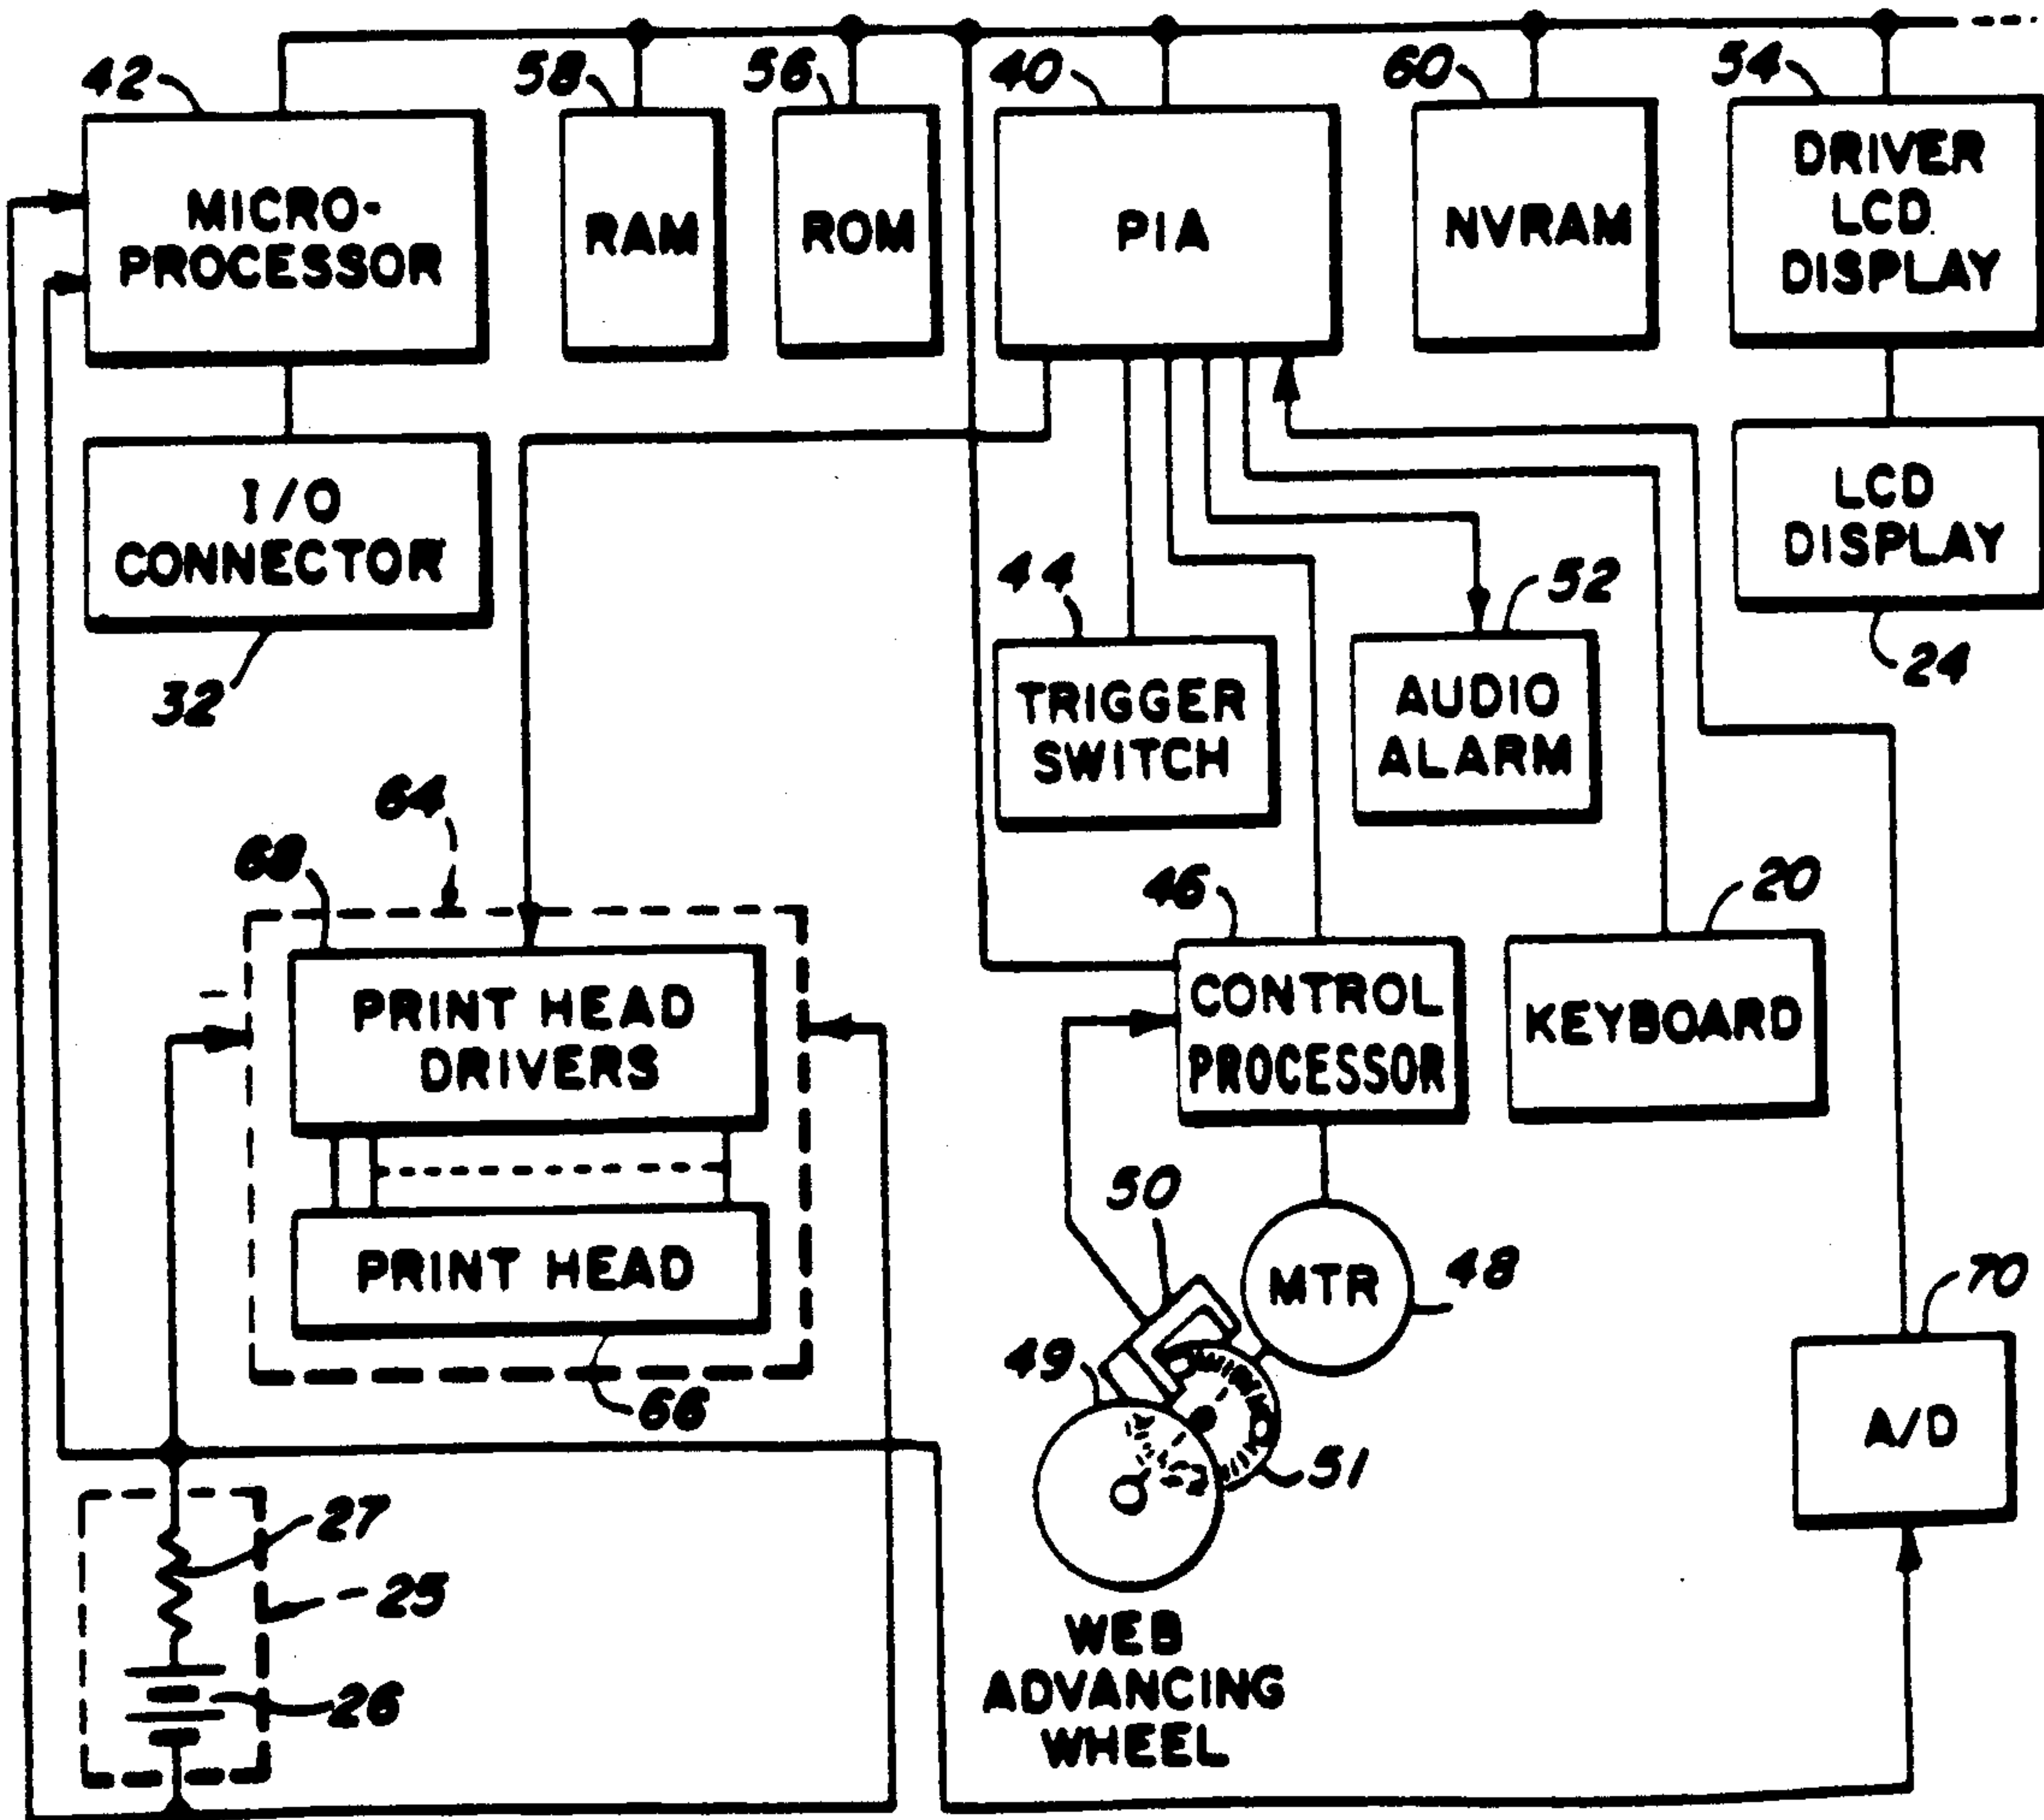 42
58
56
40
60
54
MICRO-
PROCESSOR
RAM
ROM
PIA
NVRAM
DRIVER
LCD
DISPLAY
I/O
CONNECTOR
32
44
52
LCD
DISPLAY
24
TRIGGER
SWITCH
AUDIO
ALARM
64
46
20
PRINT HEAD
DRIVERS
CONTROL
PROCESSOR
KEYBOARD
PRINT HEAD
66
50
MTR
48
49
51
70
A/D
27
25
26
WEB
ADVANCING
WHEEL